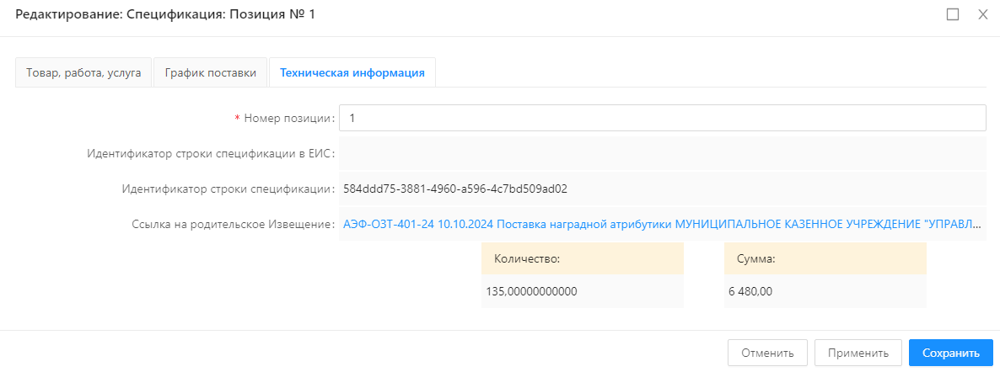 Редактирование: Спецификация: Позиция № 1
Товар, работа, услуга
График поставки
Техническая информация
* Номер позиции: 1
Идентификатор строки спецификации в ЕИС:
Идентификатор строки спецификации: 584ddd75-3881-4960-a596-4c7bd509ad02
Ссылка на родительское Извещение: АЭФ-ОЗТ-401-24 10.10.2024 Поставка наградной атрибутики МУНИЦИПАЛЬНОЕ КАЗЕННОЕ УЧРЕЖДЕНИЕ "УПРАВЛ...
Количество: Сумма:
135,00000000000 6 480,00
Отменить Применить Сохранить